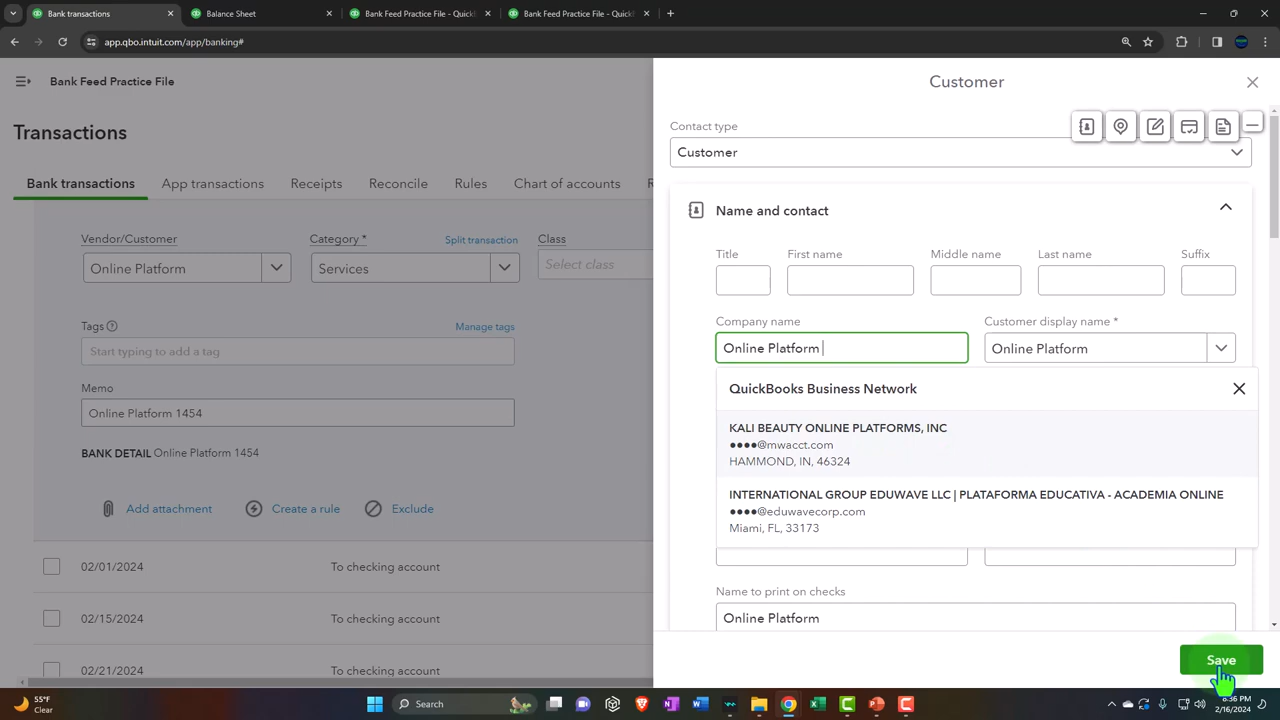 Bank transactions
Balance Sheet
Bank Feed Practice File - QuickB
Bank Feed Practice File - QuickB
app.qbo.intuit.com/app/banking#
Bank Feed Practice File
Transactions
Bank transactions
App transactions
Receipts
Reconcile
Rules
Chart of accounts
R
Vendor/Customer
Category *
Split transaction
Class
Online Platform
Services
Select class
Tags
Manage tags
Start typing to add a tag
Memo
Online Platform 1454
BANK DETAIL Online Platform 1454
Add attachment
Create a rule
Exclude
02/01/2024
To checking account
02/15/2024
To checking account
02/21/2024
To checking account
Customer
Contact type
Customer
Name and contact
Title
First name
Middle name
Last name
Suffix
Company name
Customer display name *
Online Platform
Online Platform
QuickBooks Business Network
KALI BEAUTY ONLINE PLATFORMS, INC
●●●●@mwacct.com
HAMMOND, IN, 46324
INTERNATIONAL GROUP EDUWAVE LLC | PLATAFORMA EDUCATIVA - ACADEMIA ONLINE
●●●●@eduwavecorp.com
Miami, FL, 33173
Name to print on checks
Online Platform
Save
55°F
Clear
Search
2/16/2024